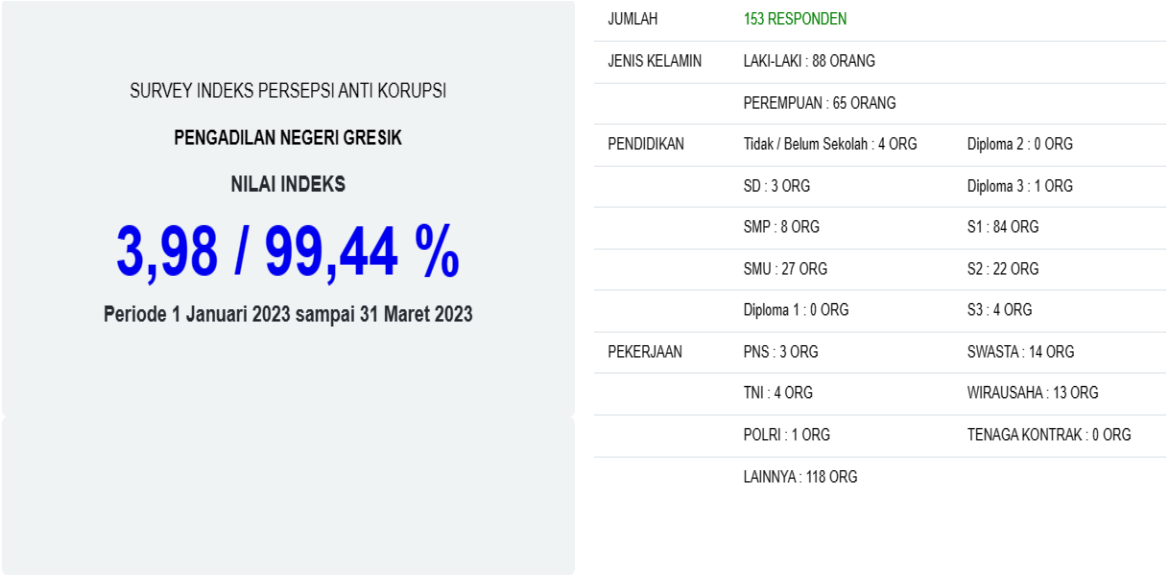 SURVEY INDEKS PERSEPSI ANTI KORUPSI
PENGADILAN NEGERI GRESIK
NILAI INDEKS
3,98 / 99,44 %
Periode 1 Januari 2023 sampai 31 Maret 2023
JUMLAH 153 RESPONDEN
JENIS KELAMIN LAKI-LAKI : 88 ORANG
PEREMPUAN : 65 ORANG
PENDIDIKAN Tidak / Belum Sekolah : 4 ORG Diploma 2 : 0 ORG
SD : 3 ORG Diploma 3 : 1 ORG
SMP : 8 ORG S1 : 84 ORG
SMU : 27 ORG S2 : 22 ORG
Diploma 1 : 0 ORG S3 : 4 ORG
PEKERJAAN PNS : 3 ORG SWASTA : 14 ORG
TNI : 4 ORG WIRAUSAHA : 13 ORG
POLRI : 1 ORG TENAGA KONTRAK : 0 ORG
LAINNYA : 118 ORG